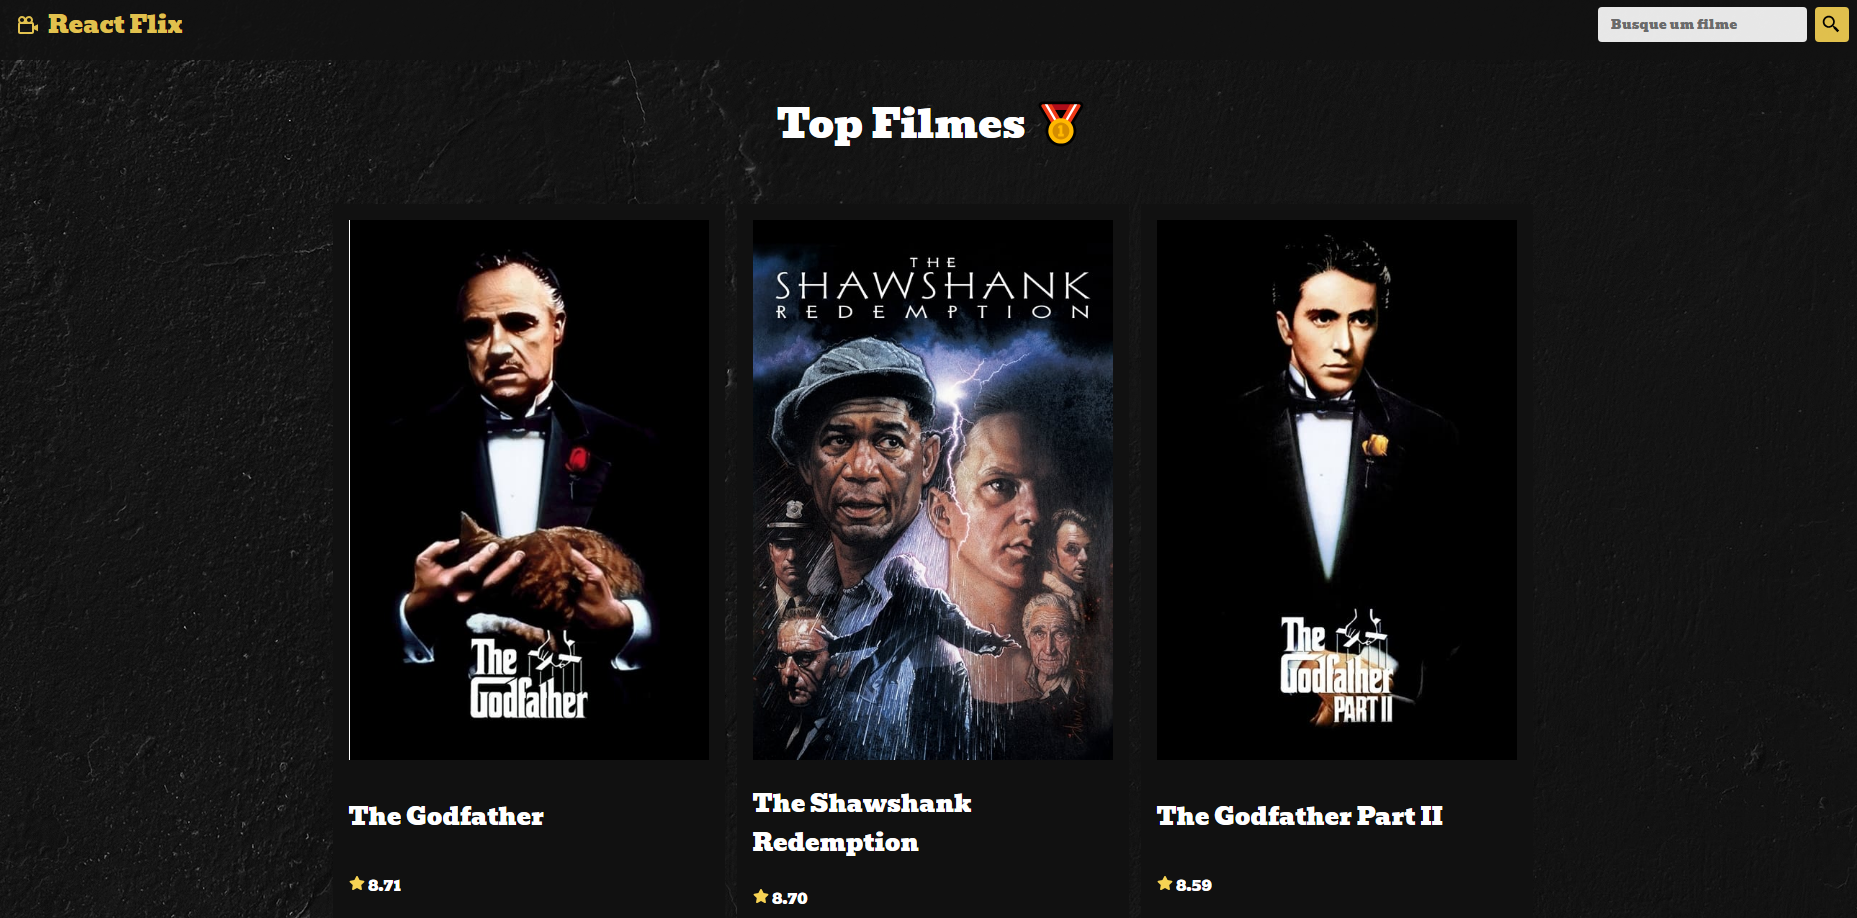 React Flix
Busque um filme
Top Filmes
1
THE
SHAWSHANK
REDEMPTION
The
Godfather
The
Godfather
PART II
The Godfather
The Shawshank
Redemption
The Godfather Part II
8.71
8.70
8.59